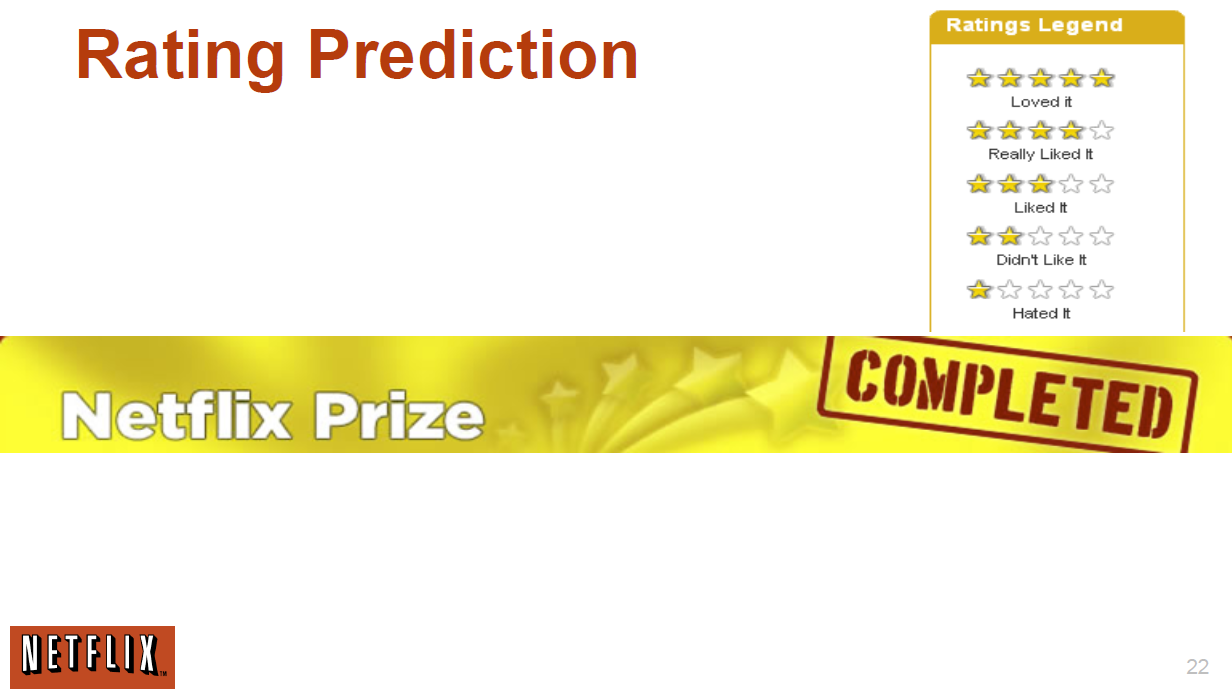 Rating Prediction
Ratings Legend
Loved it
Really Liked It
Liked It
Didn't Like It
Hated It
Netflix Prize
COMPLETED
NETFLIX™
22